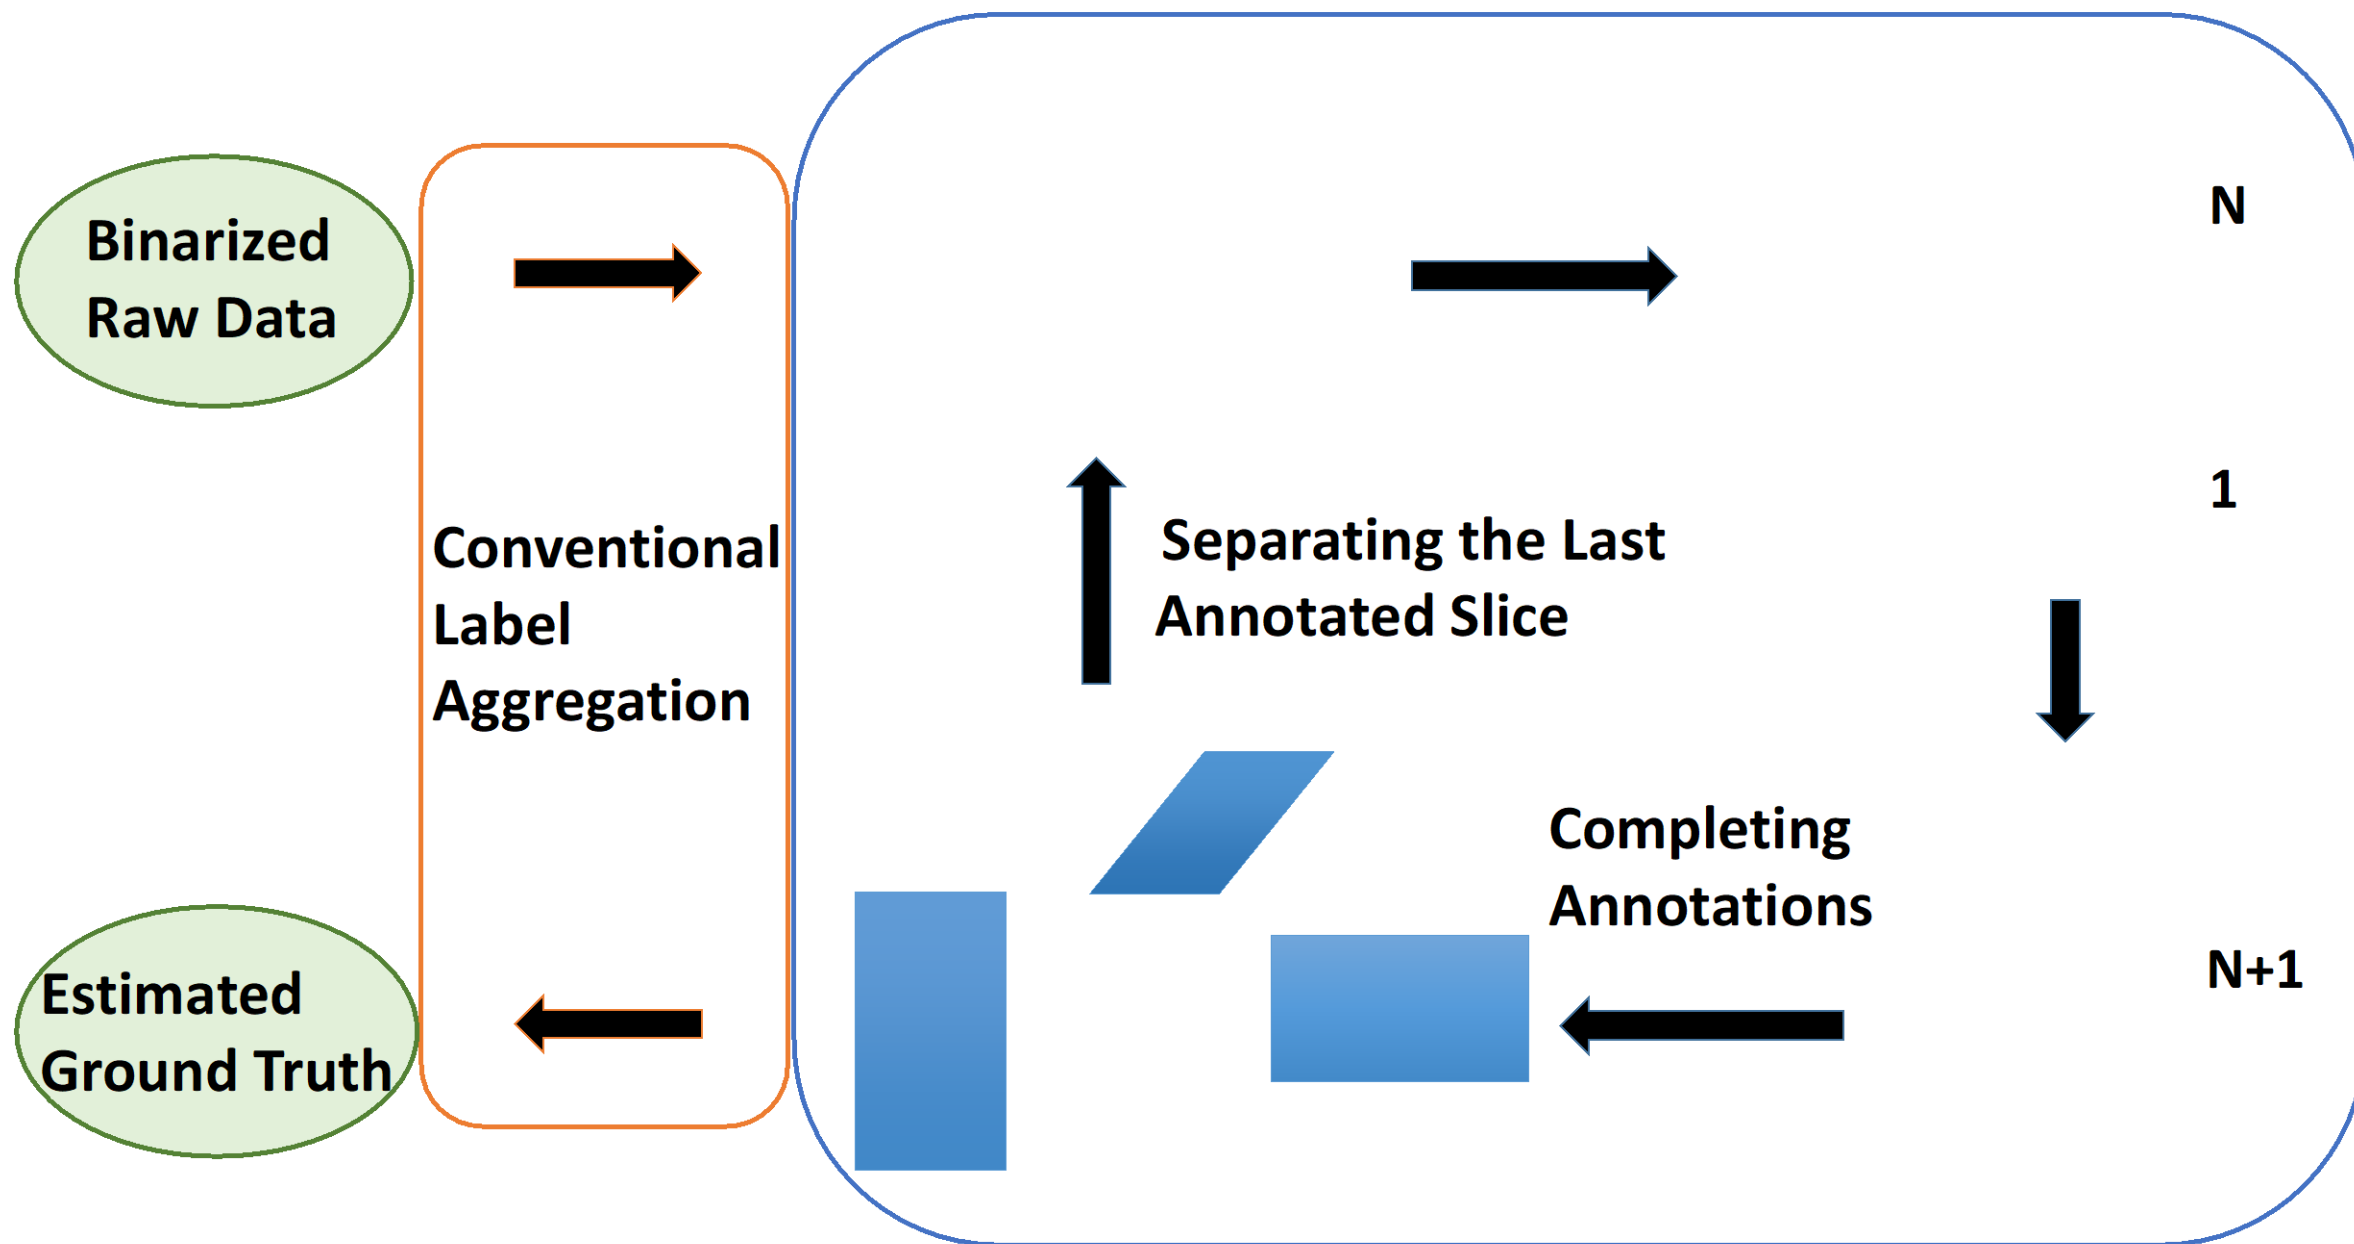 Binarized
Raw Data
N
1
Conventional
Label
Aggregation
Separating the Last
Annotated Slice
Completing
Annotations
N+1
Estimated
Ground Truth